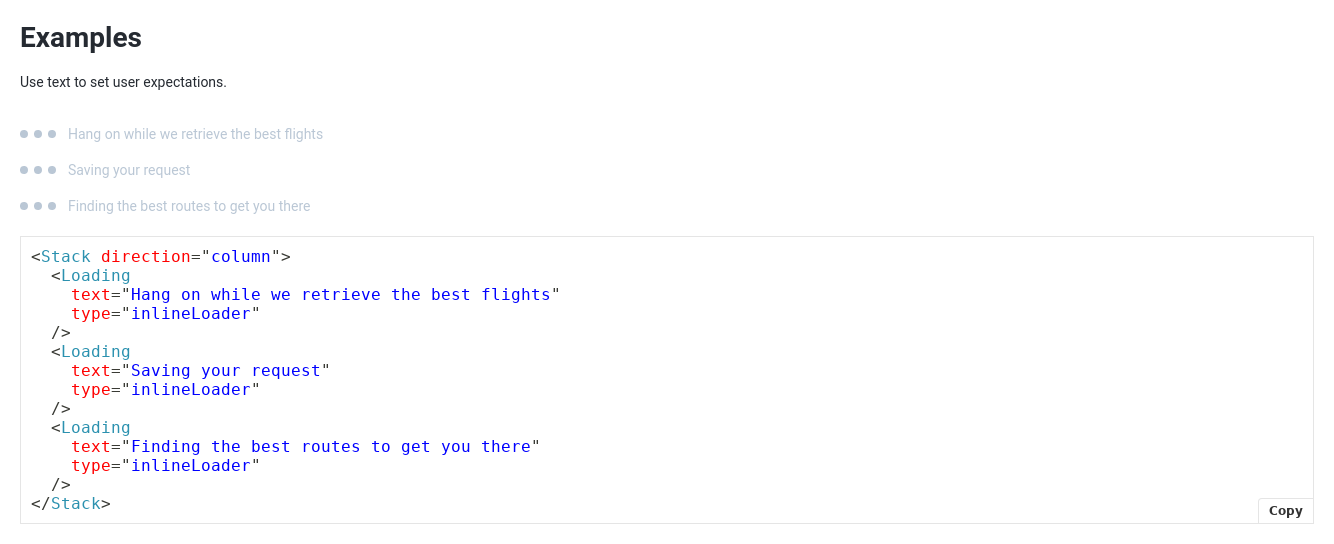 Examples
Use text to set user expectations.
Hang on while we retrieve the best flights
Saving your request
Finding the best routes to get you there
<Stack direction="column">
  <Loading
    text="Hang on while we retrieve the best flights"
    type="inlineLoader"
  />
  <Loading
    text="Saving your request"
    type="inlineLoader"
  />
  <Loading
    text="Finding the best routes to get you there"
    type="inlineLoader"
  />
</Stack>
Copy